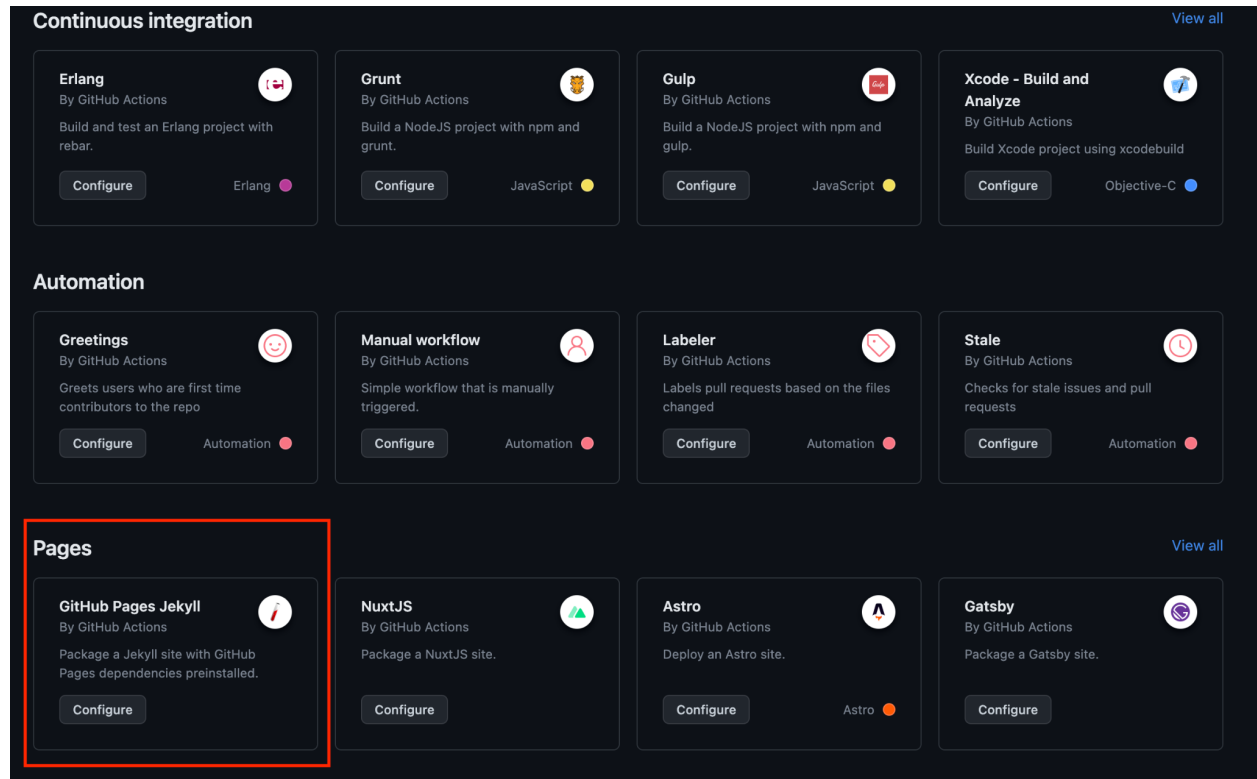 Continuous integration
View all
Erlang
By GitHub Actions
Build and test an Erlang project with
rebar.
Configure
Erlang
Grunt
By GitHub Actions
Build a NodeJS project with npm and
grunt.
Configure
JavaScript
Gulp
By GitHub Actions
Gulp
Build a NodeJS project with npm and
gulp.
Configure
JavaScript
Xcode - Build and
Analyze
By GitHub Actions
Build Xcode project using xcodebuild
Configure
Objective-C
Automation
Greetings
By GitHub Actions
Greets users who are first time
contributors to the repo
Configure
Automation
Manual workflow
By GitHub Actions
Simple workflow that is manually
triggered.
Configure
Automation
Labeler
By GitHub Actions
Labels pull requests based on the files
changed
Configure
Automation
Stale
By GitHub Actions
Checks for stale issues and pull
requests
Configure
Automation
Pages
View all
GitHub Pages Jekyll
By GitHub Actions
Package a Jekyll site with GitHub
Pages dependencies preinstalled.
Configure
NuxtJS
By GitHub Actions
Package a NuxtJS site.
Configure
Astro
By GitHub Actions
Deploy an Astro site.
Configure
Astro
Gatsby
By GitHub Actions
Package a Gatsby site.
Configure